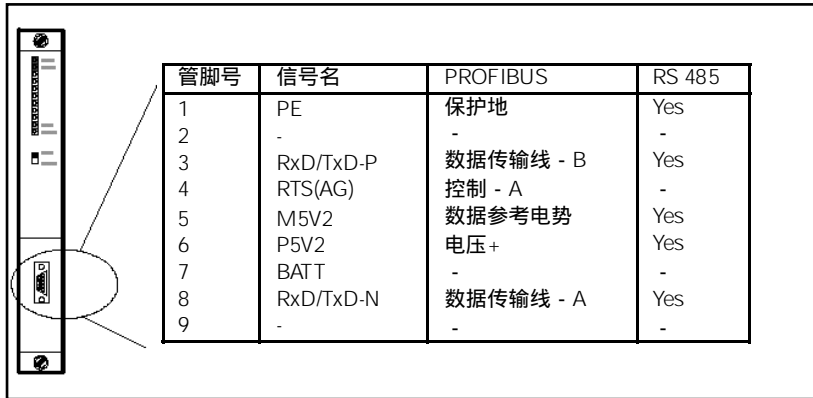 管脚号 信号名 PROFIBUS RS 485
1 PE 保护地 Yes
2 - - -
3 RxD/TxD-P 数据传输线 - B Yes
4 RTS(AG) 控制 - A -
5 M5V2 数据参考电势 Yes
6 P5V2 电压+ Yes
7 BATT - -
8 RxD/TxD-N 数据传输线 - A Yes
9 - - -